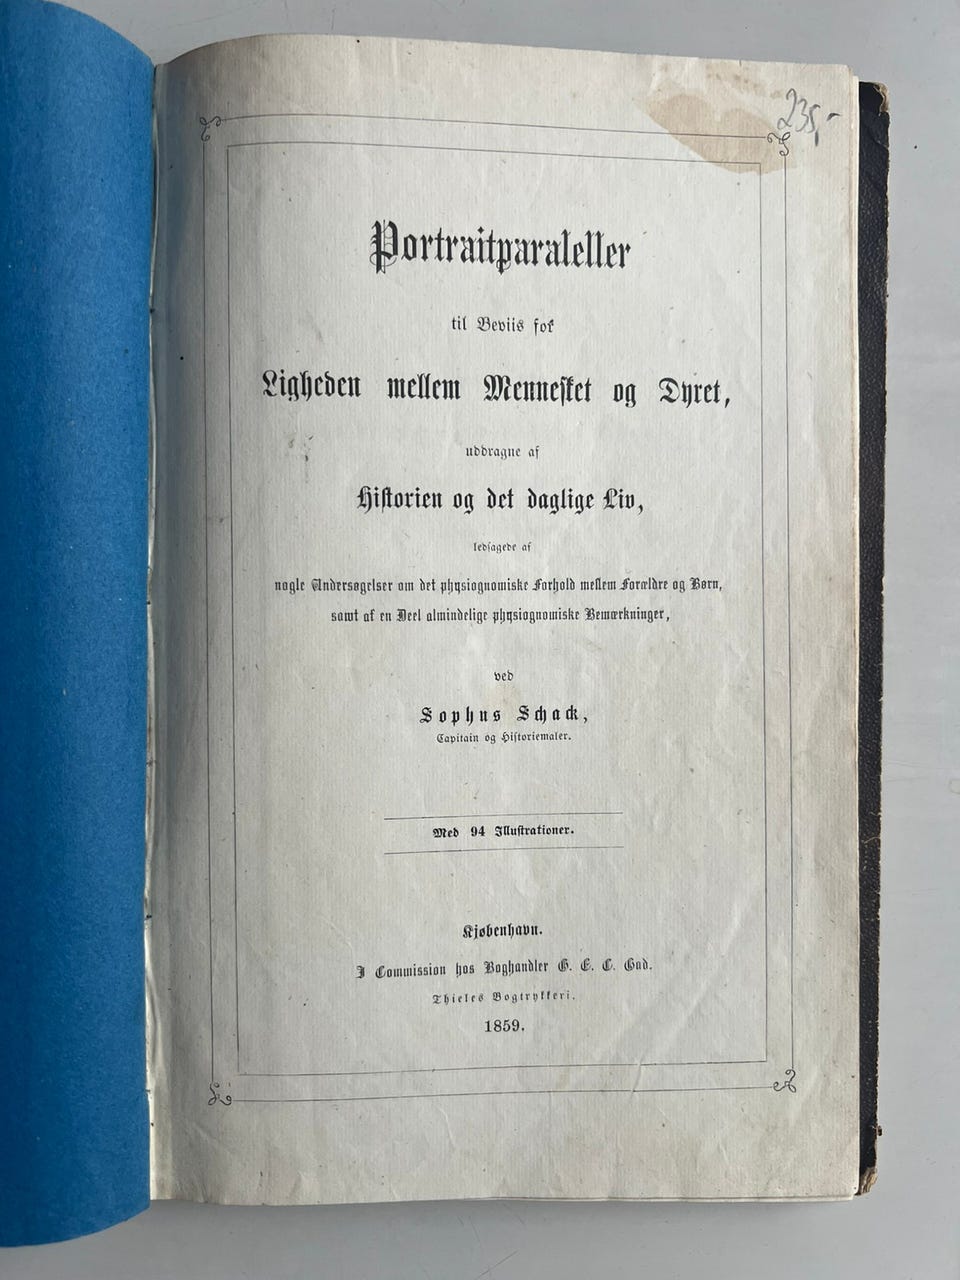 235,-
Portraitparaleller
til Beviis for
Ligheden mellem Mennesket og Dyret,
uddragne af
Historien og det daglige Liv,
ledsagede af
nogle Undersøgelser om det physiognomiske Forhold mellem Forældre og Børn,
samt af en Deel almindelige physiognomiske Bemærkninger,
ved
Sophus Schack,
Capitain og Historiemaler.
Med 94 Illustrationer.
Kjøbenhavn.
I Commission hos Boghandler G. E. C. Gad.
Thieles Bogtrykkeri.
1859.